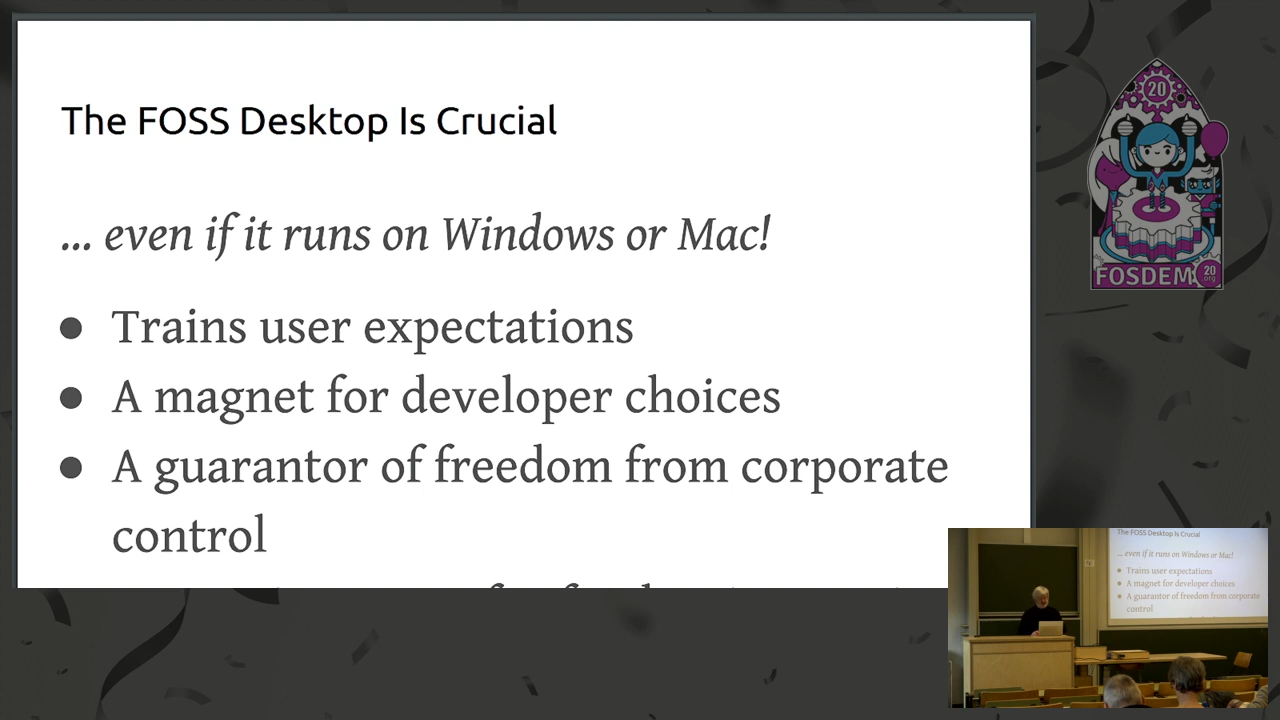 The FOSS Desktop Is Crucial
... even if it runs on Windows or Mac!
● Trains user expectations
● A magnet for developer choices
● A guarantor of freedom from corporate
control
20
FOSDEM 20
.org
The FOSS Desktop Is Crucial
... even if it runs on Windows or Mac!
● Trains user expectations
● A magnet for developer choices
● A guarantor of freedom from corporate
control